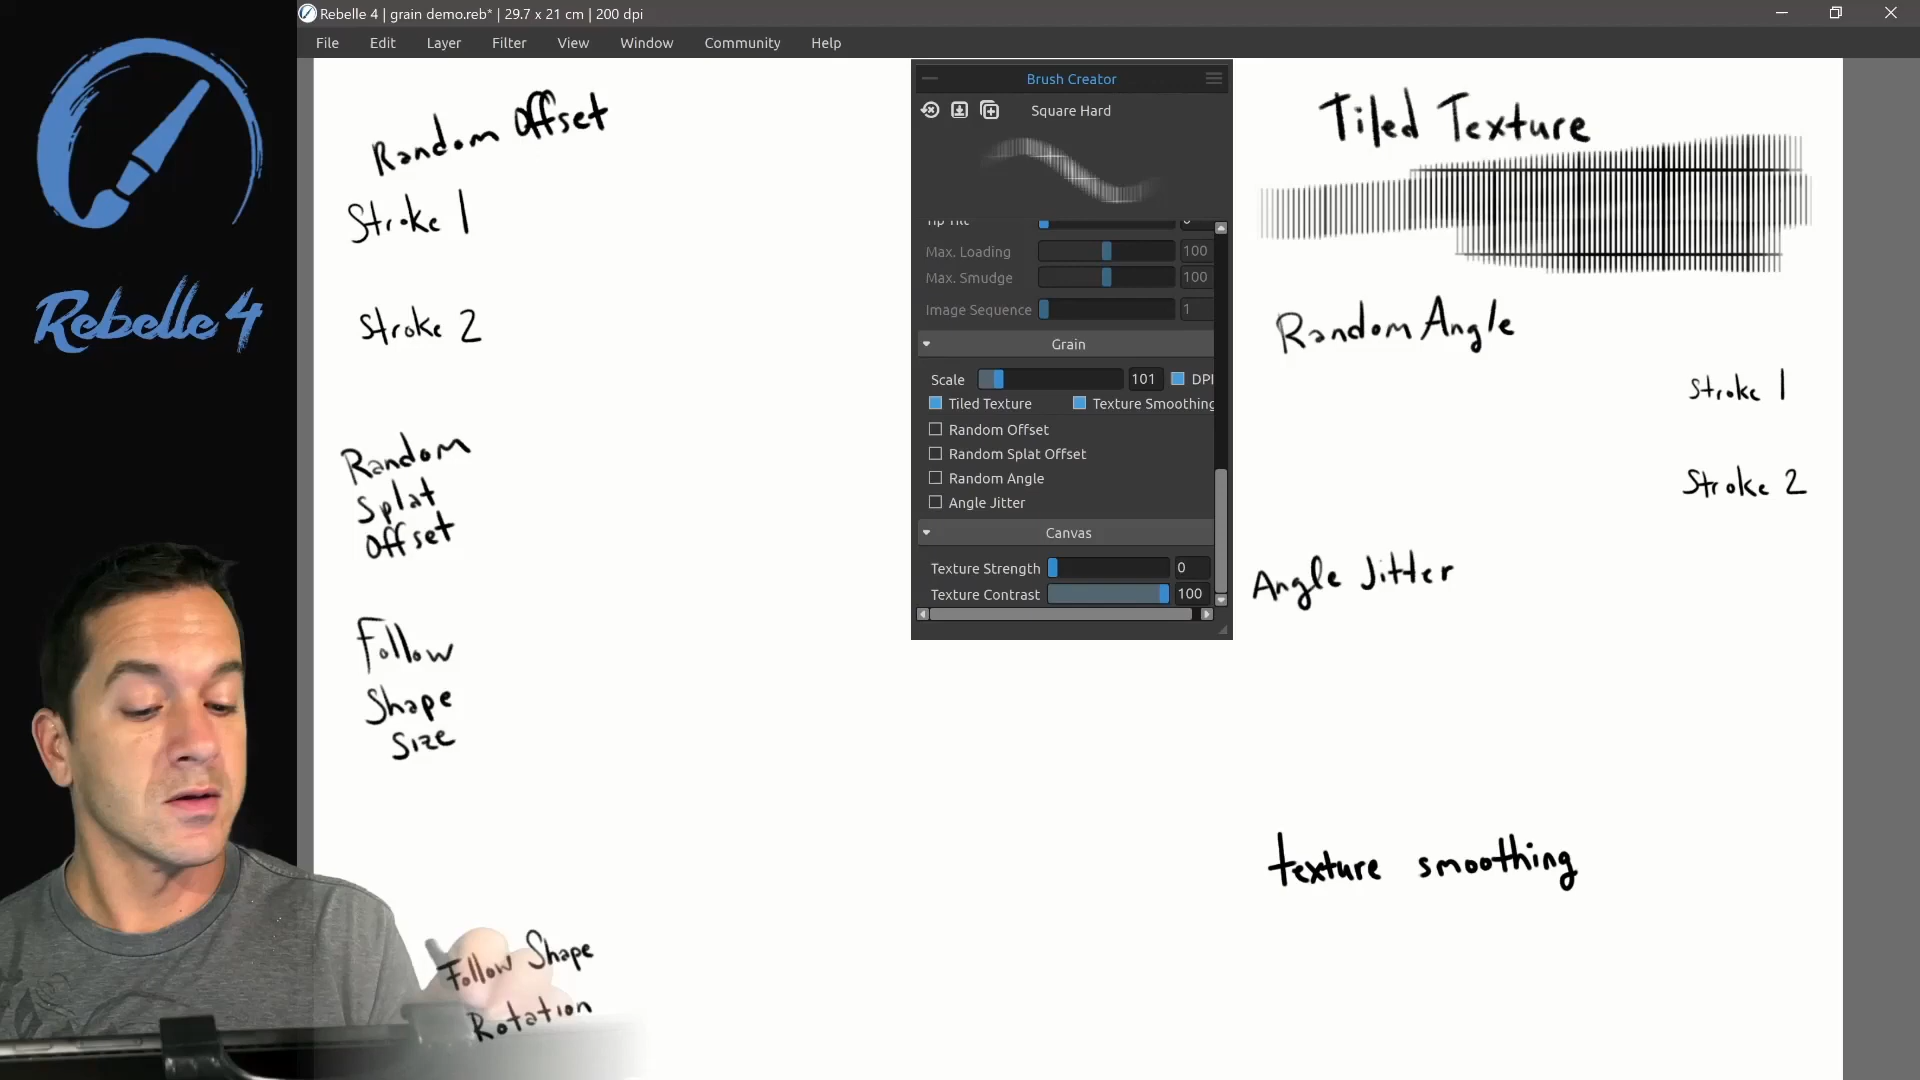 Rebelle 4 | grain demo.reb* | 29.7 x 21 cm | 200 dpi
File Edit Layer Filter View Window Community Help
Rebelle 4
Random Offset
Stroke 1
Stroke 2
Random
Splat
Offset
Follow
Shape
Size
Follow Shape
Rotation
Brush Creator
Square Hard
Tip Tilt 0
Max. Loading 100
Max. Smudge 100
Image Sequence 1
Grain
Scale 101 DPI
Tiled Texture Texture Smoothing
Random Offset
Random Splat Offset
Random Angle
Angle Jitter
Canvas
Texture Strength 0
Texture Contrast 100
Tiled Texture
Random Angle
Stroke 1
Stroke 2
Angle Jitter
texture smoothing